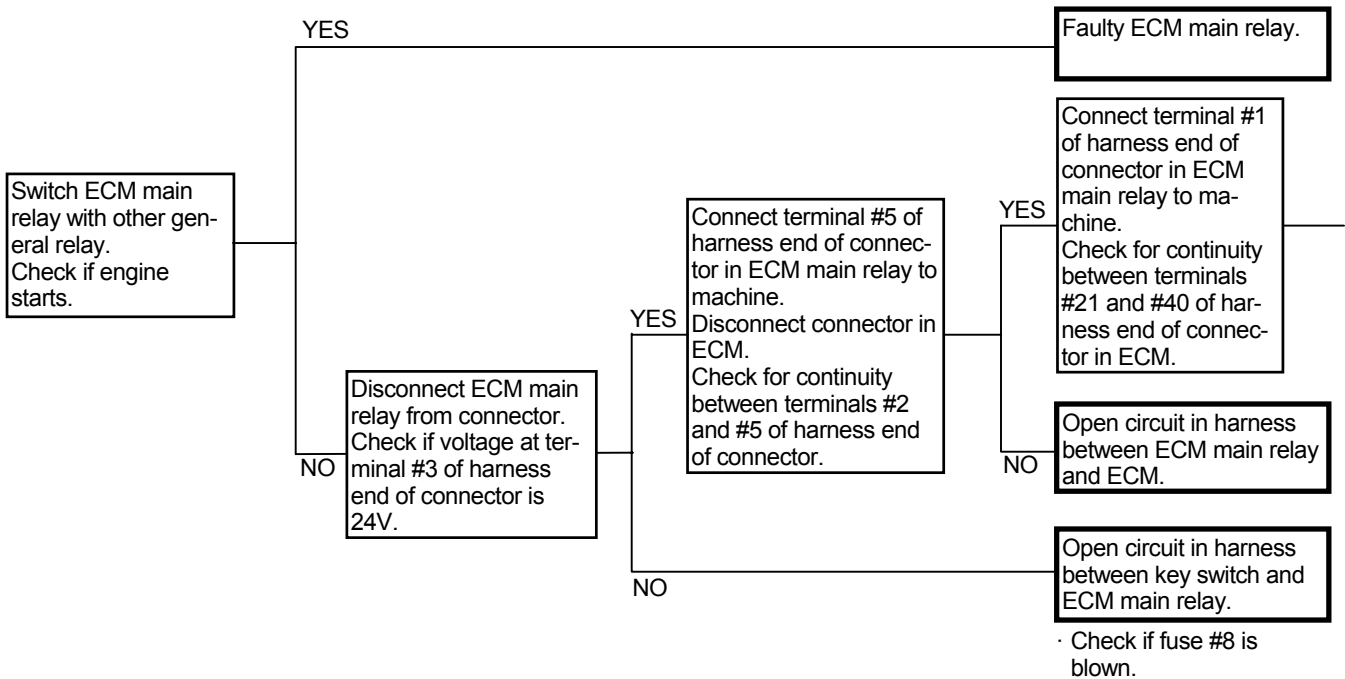 YES
Faulty ECM main relay.
Switch ECM main
relay with other gen-
eral relay.
Check if engine
starts.
NO
Disconnect ECM main
relay from connector.
Check if voltage at ter-
minal #3 of harness
end of connector is
24V.
YES
Connect terminal #5 of
harness end of connec-
tor in ECM main relay to
machine.
Disconnect connector in
ECM.
Check for continuity
between terminals #2
and #5 of harness end
of connector.
YES
Connect terminal #1
of harness end of
connector in ECM
main relay to ma-
chine.
Check for continuity
between terminals
#21 and #40 of har-
ness end of connec-
tor in ECM.
NO
Open circuit in harness
between ECM main relay
and ECM.
NO
Open circuit in harness
between key switch and
ECM main relay.
· Check if fuse #8 is
blown.